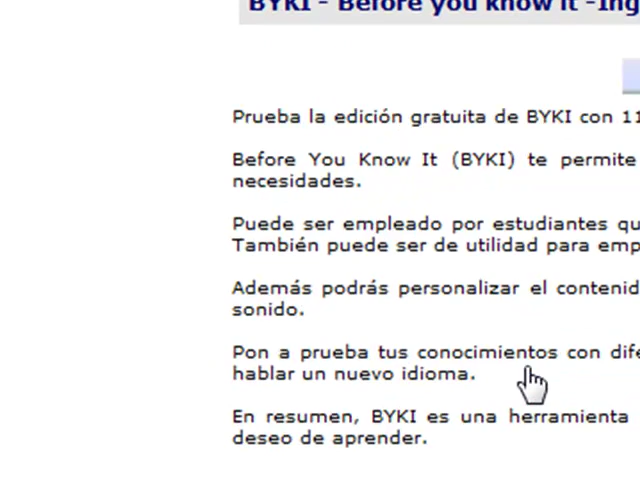 BYKI - Before you know it -Ing
Prueba la edición gratuita de BYKI con 11
Before You Know It (BYKI) te permite
necesidades.
Puede ser empleado por estudiantes qu
También puede ser de utilidad para emp
Además podrás personalizar el contenid
sonido.
Pon a prueba tus conocimientos con dife
hablar un nuevo idioma.
En resumen, BYKI es una herramienta
deseo de aprender.